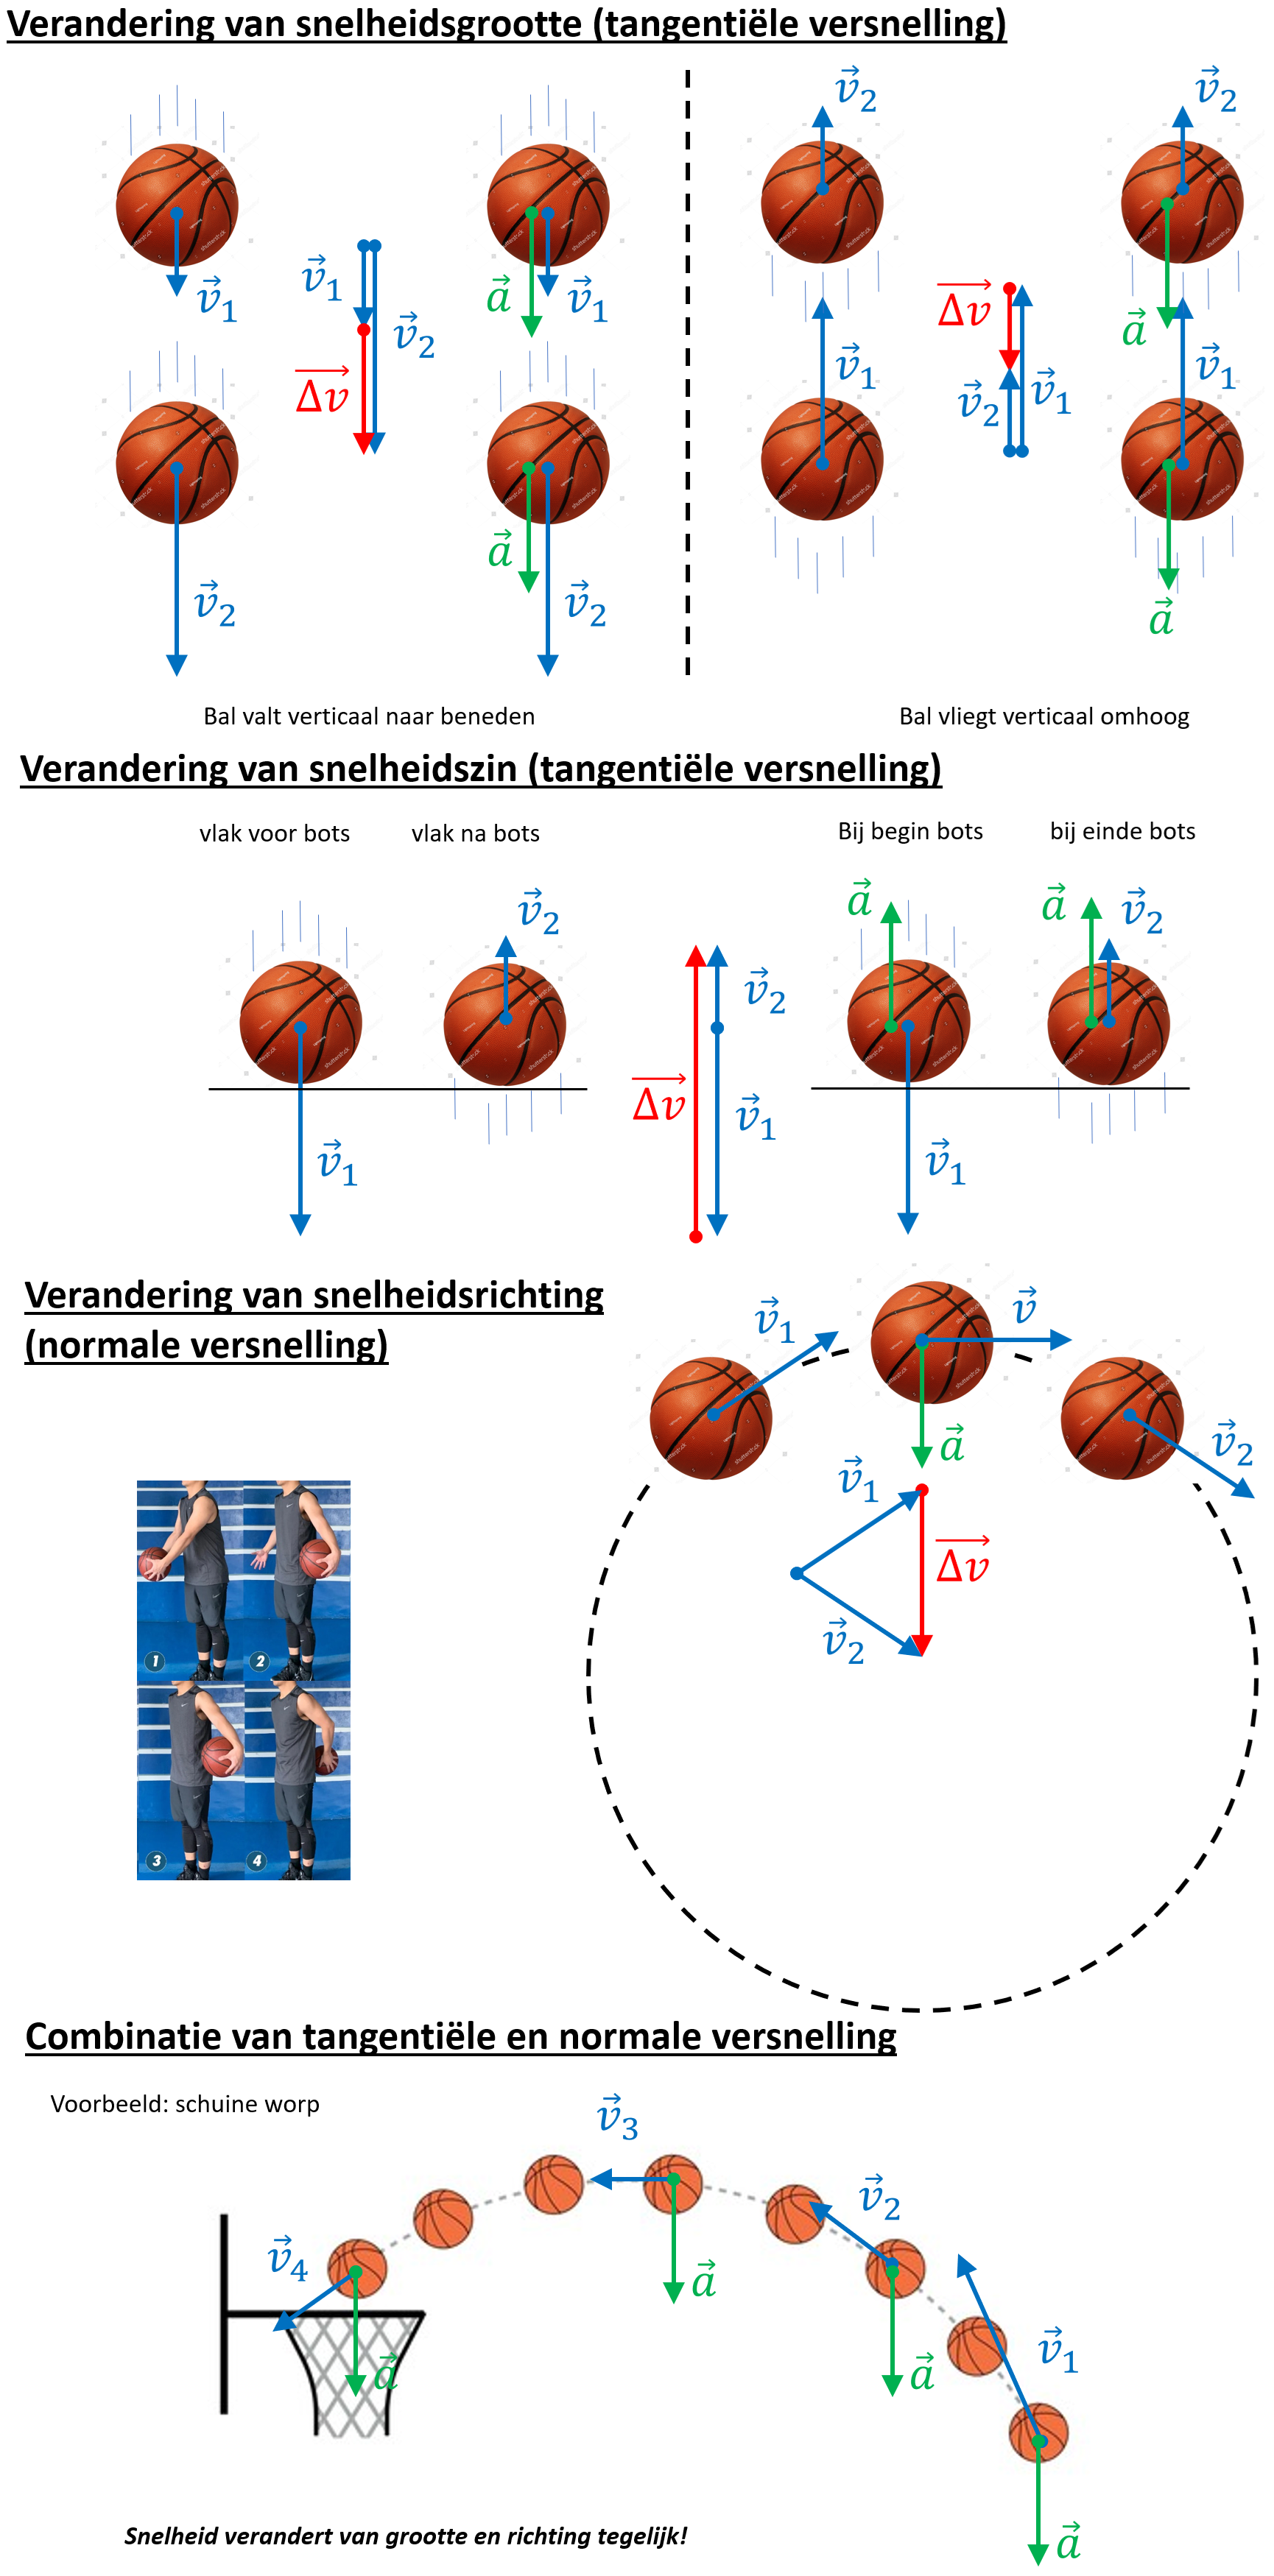 Verandering van snelheidsgrootte (tangentiële versnelling)
v⃗₂
v⃗₂
v⃗₁
v⃗₁
v⃗₂
Δv⃗
a⃗
v⃗₁
Δv⃗
v⃗₂
v⃗₁
v⃗₁
a⃗
v⃗₁
a⃗
v⃗₂
v⃗₂
a⃗
Bal valt verticaal naar beneden
Bal vliegt verticaal omhoog
Verandering van snelheidszin (tangentiële versnelling)
vlak voor bots
vlak na bots
Bij begin bots
bij einde bots
v⃗₂
a⃗
a⃗
v⃗₂
v⃗₂
Δv⃗
v⃗₁
v⃗₁
v⃗₁
Verandering van snelheidsrichting
(normale versnelling)
v⃗₁
v⃗
a⃗
v⃗₂
v⃗₁
Δv⃗
v⃗₂
1
2
3
4
Combinatie van tangentiële en normale versnelling
Voorbeeld: schuine worp
v⃗₃
v⃗₂
v⃗₄
a⃗
a⃗
a⃗
v⃗₁
Snelheid verandert van grootte en richting tegelijk!
a⃗